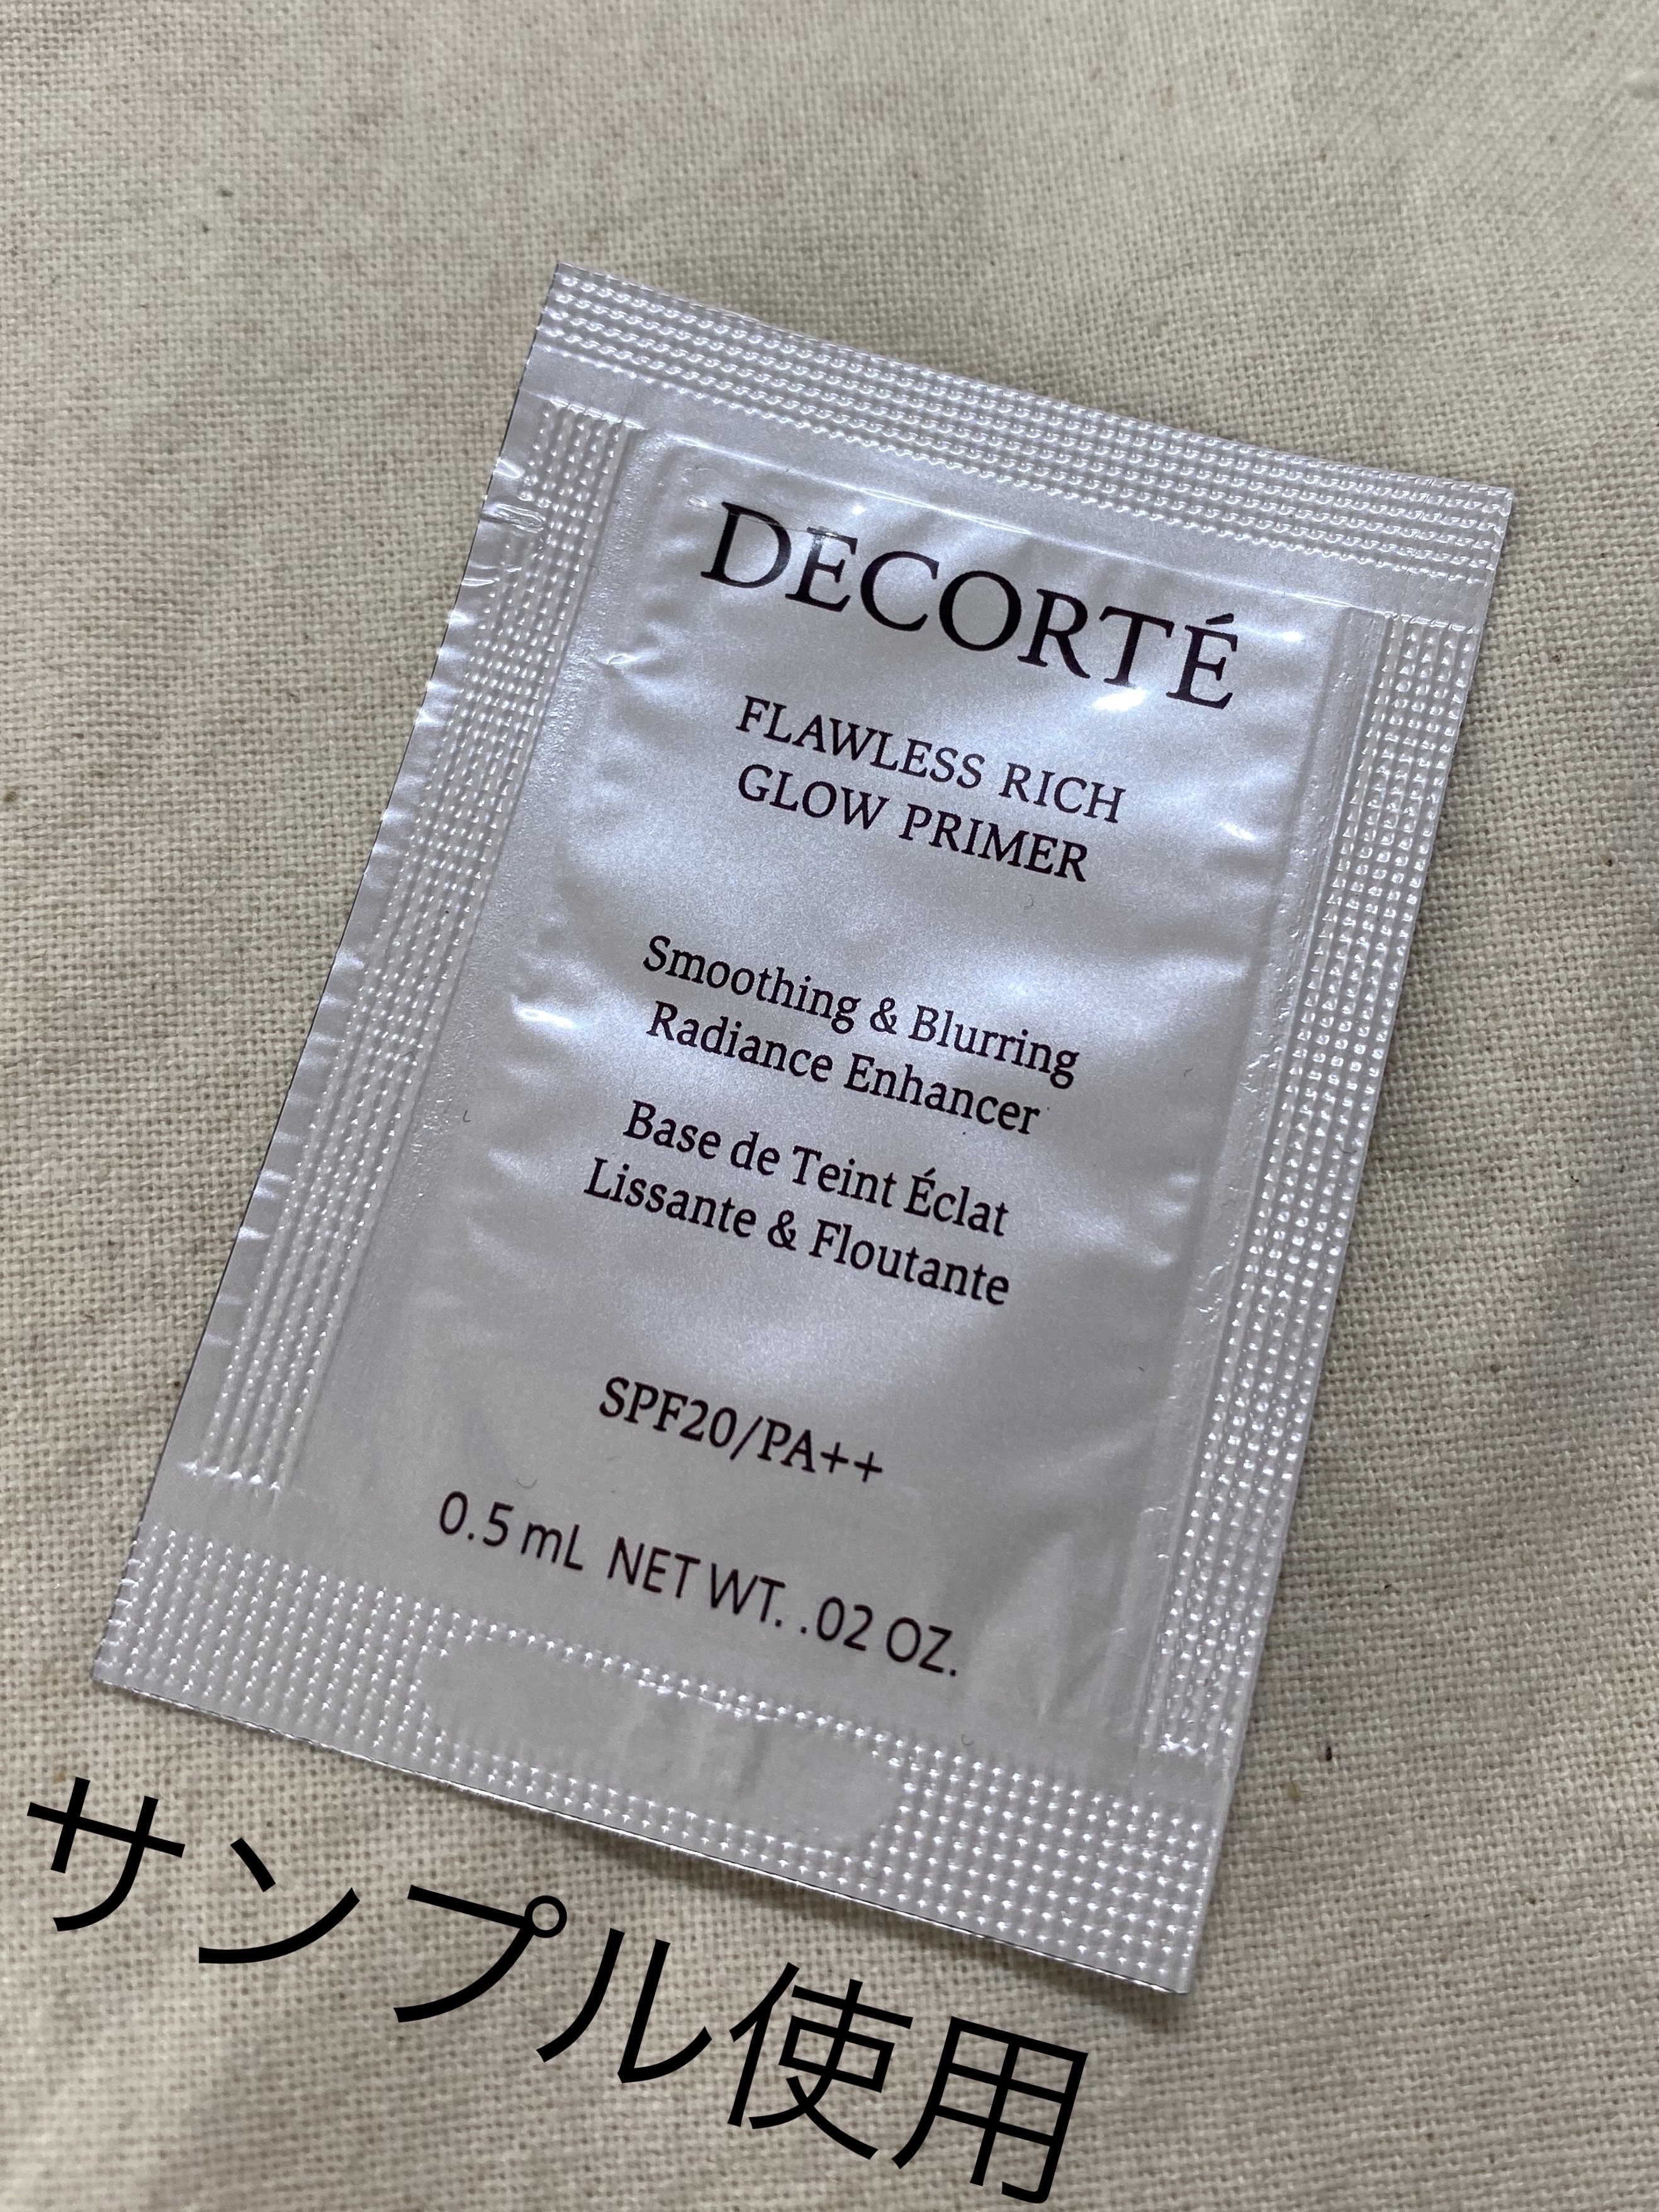 DECORTÉ
FLAWLESS RICH
GLOW PRIMER
Smoothing & Blurring
Radiance Enhancer
Base de Teint Éclat
Lissante & Floutante
SPF20/PA++
0.5 mL NET WT. .02 OZ.
サンプル使用